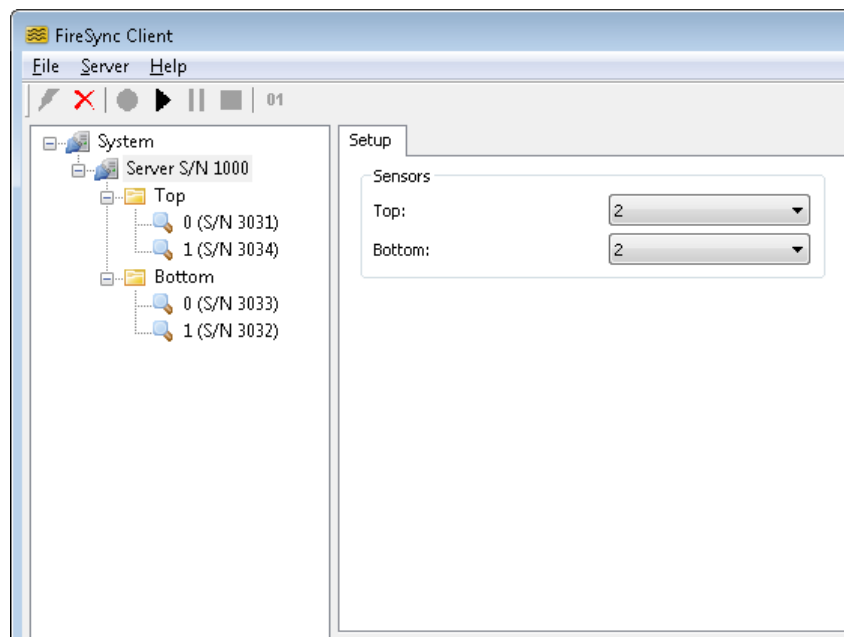 FireSync Client
File Server Help
01
System
Server S/N 1000
Top
0 (S/N 3031)
1 (S/N 3034)
Bottom
0 (S/N 3033)
1 (S/N 3032)
Setup
Sensors
Top: 2
Bottom: 2